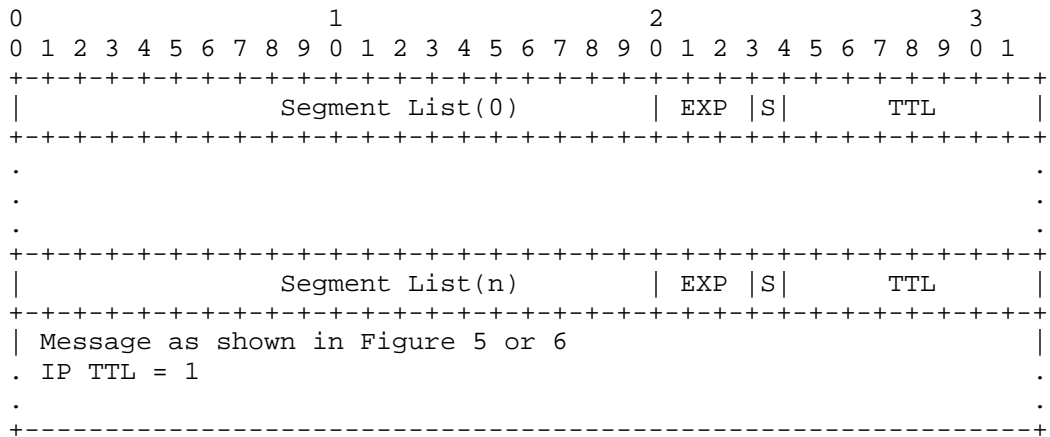 0                   1                   2                   3
0 1 2 3 4 5 6 7 8 9 0 1 2 3 4 5 6 7 8 9 0 1 2 3 4 5 6 7 8 9 0 1
+-+-+-+-+-+-+-+-+-+-+-+-+-+-+-+-+-+-+-+-+-+-+-+-+-+-+-+-+-+-+-+-+
|                Segment List(0)        | EXP |S|      TTL      |
+-+-+-+-+-+-+-+-+-+-+-+-+-+-+-+-+-+-+-+-+-+-+-+-+-+-+-+-+-+-+-+-+
.                                                               .
.                                                               .
.                                                               .
+-+-+-+-+-+-+-+-+-+-+-+-+-+-+-+-+-+-+-+-+-+-+-+-+-+-+-+-+-+-+-+-+
|                Segment List(n)        | EXP |S|      TTL      |
+-+-+-+-+-+-+-+-+-+-+-+-+-+-+-+-+-+-+-+-+-+-+-+-+-+-+-+-+-+-+-+-+
| Message as shown in Figure 5 or 6                             |
. IP TTL = 1                                                    .
.                                                               .
+---------------------------------------------------------------+